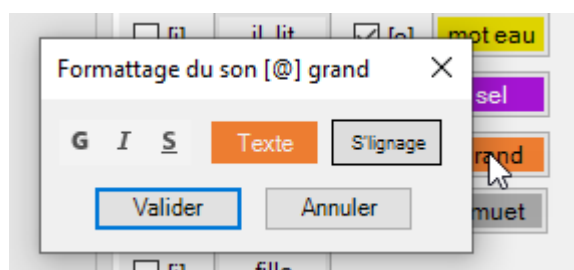 [i] il lit [o] mot eau
Formattage du son [@] grand
sel
G I S Texte S'lignage
rand
Valider Annuler
muet
[j] fille